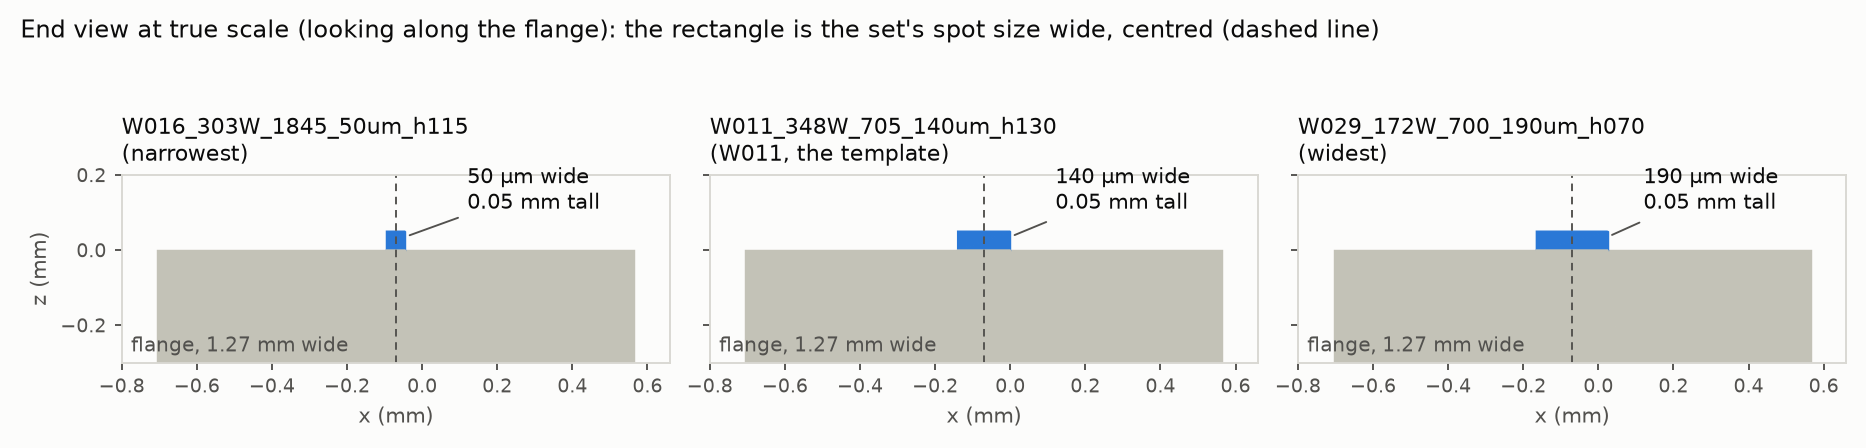 End view at true scale (looking along the flange): the rectangle is the set's spot size wide, centred (dashed line)
W016_303W_1845_50um_h115
(narrowest)
50 µm wide
0.05 mm tall
0.2
0.0
−0.2
z (mm)
flange, 1.27 mm wide
−0.8 −0.6 −0.4 −0.2 0.0 0.2 0.4 0.6
x (mm)
W011_348W_705_140um_h130
(W011, the template)
140 µm wide
0.05 mm tall
flange, 1.27 mm wide
−0.8 −0.6 −0.4 −0.2 0.0 0.2 0.4 0.6
x (mm)
W029_172W_700_190um_h070
(widest)
190 µm wide
0.05 mm tall
flange, 1.27 mm wide
−0.8 −0.6 −0.4 −0.2 0.0 0.2 0.4 0.6
x (mm)